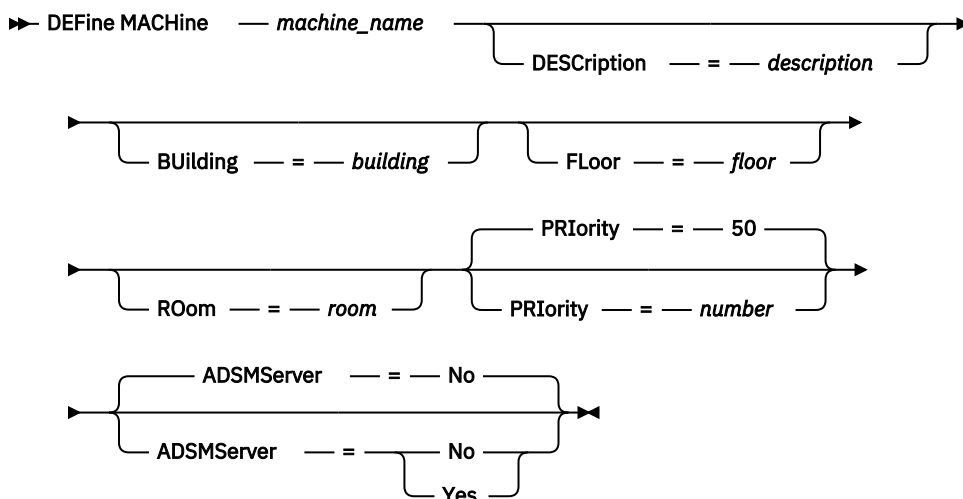 DEFine MACHine machine_name
DESCription = description
BUilding = building FLoor = floor
PRIority = 50
ROom = room PRIority = number
ADSMServer = No
ADSMServer = No
Yes